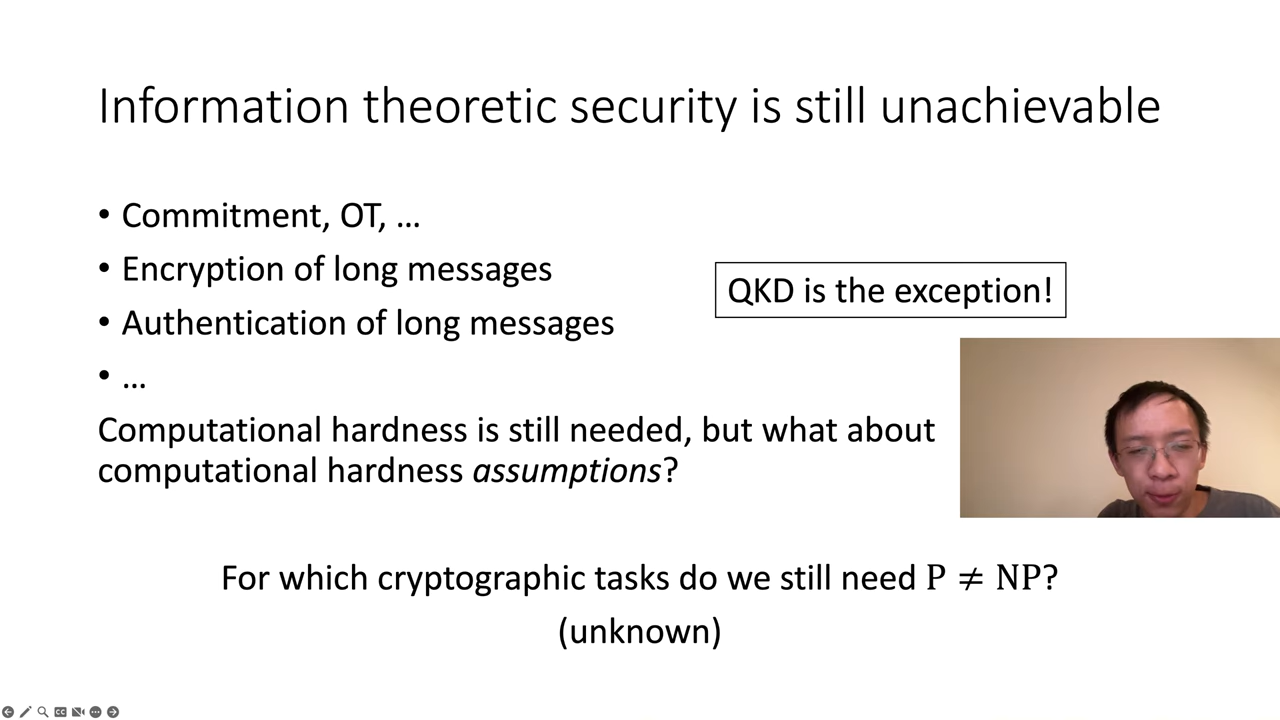 Information theoretic security is still unachievable
• Commitment, OT, …
• Encryption of long messages
QKD is the exception!
• Authentication of long messages
• …
Computational hardness is still needed, but what about
computational hardness assumptions?
For which cryptographic tasks do we still need P ≠ NP?
(unknown)